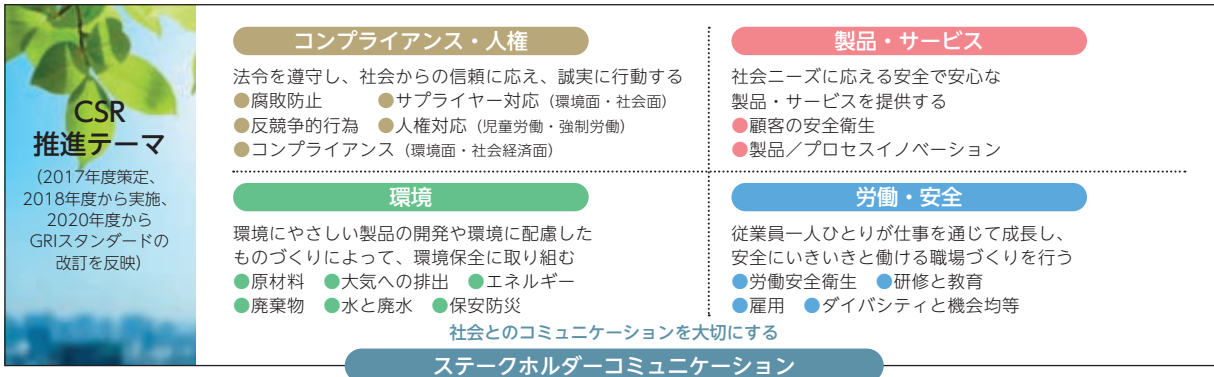 CSR
推進テーマ
（2017年度策定、
2018年度から実施、
2020年度から
GRIスタンダードの
改訂を反映）
コンプライアンス・人権
法令を遵守し、社会からの信頼に応え、誠実に行動する
●腐敗防止 ●サプライヤー対応（環境面・社会面）
●反競争的行為 ●人権対応（児童労働・強制労働）
●コンプライアンス（環境面・社会経済面）
製品・サービス
社会ニーズに応える安全で安心な
製品・サービスを提供する
●顧客の安全衛生
●製品／プロセスイノベーション
環境
環境にやさしい製品の開発や環境に配慮した
ものづくりによって、環境保全に取り組む
●原材料 ●大気への排出 ●エネルギー
●廃棄物 ●水と廃水 ●保安防災
労働・安全
従業員一人ひとりが仕事を通じて成長し、
安全にいきいきと働ける職場づくりを行う
●労働安全衛生 ●研修と教育
●雇用 ●ダイバシティと機会均等
社会とのコミュニケーションを大切にする
ステークホルダーコミュニケーション